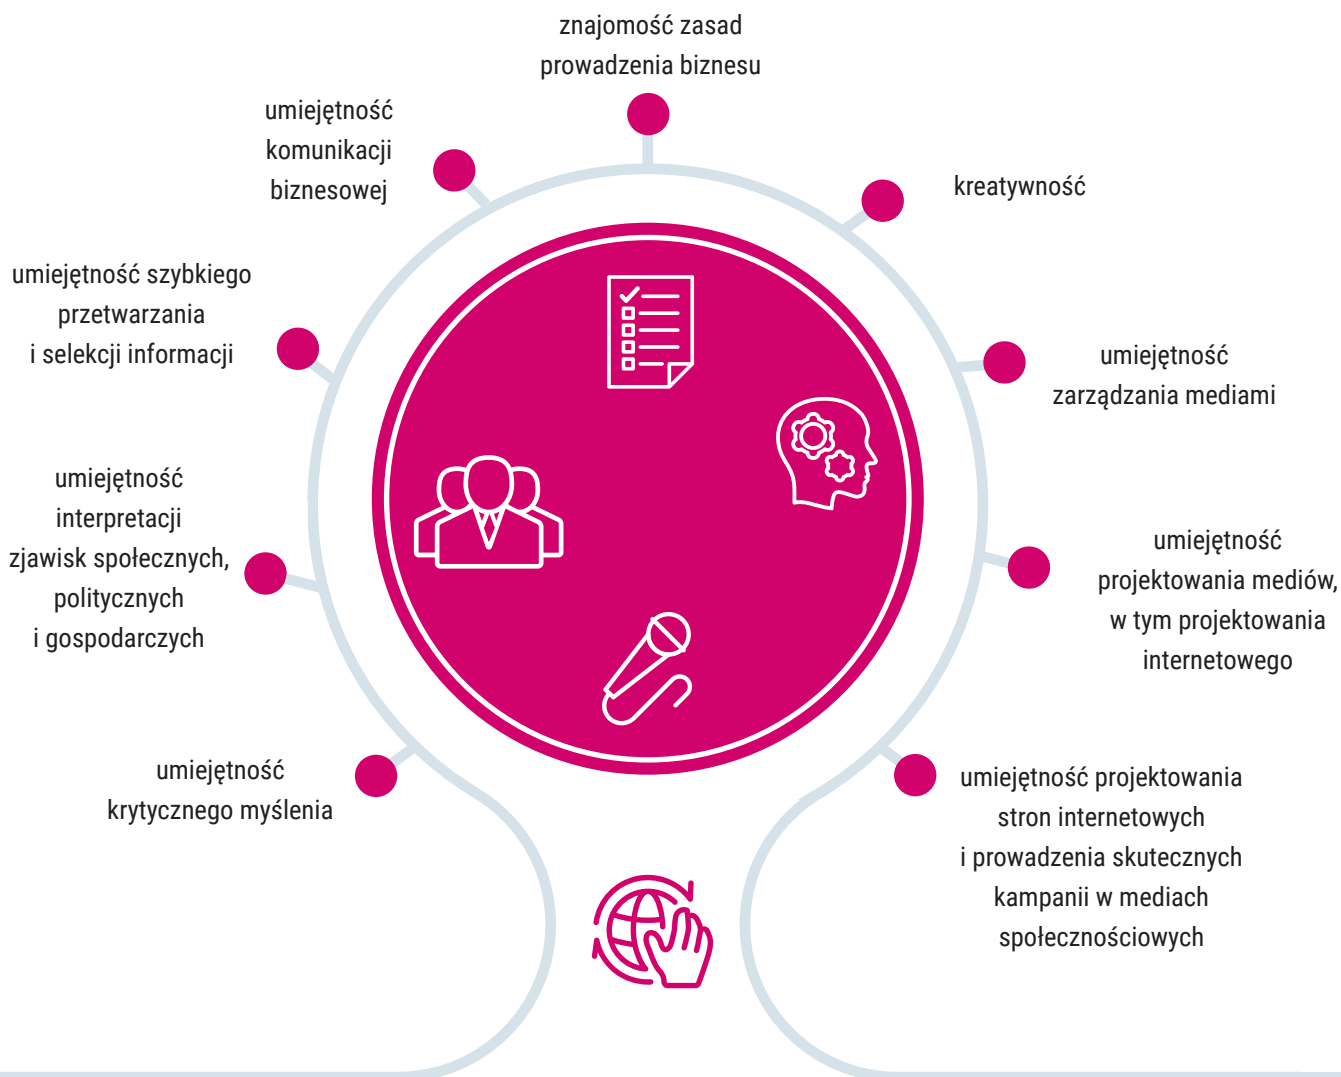 znajomość zasad
prowadzenia biznesu
umiejętność
komunikacji
biznesowej
kreatywność
umiejętność szybkiego
przetwarzania
i selekcji informacji
umiejętność
zarządzania mediami
umiejętność
interpretacji
zjawisk społecznych,
politycznych
i gospodarczych
umiejętność
projektowania mediów,
w tym projektowania
internetowego
umiejętność
krytycznego myślenia
umiejętność projektowania
stron internetowych
i prowadzenia skutecznych
kampanii w mediach
społecznościowych